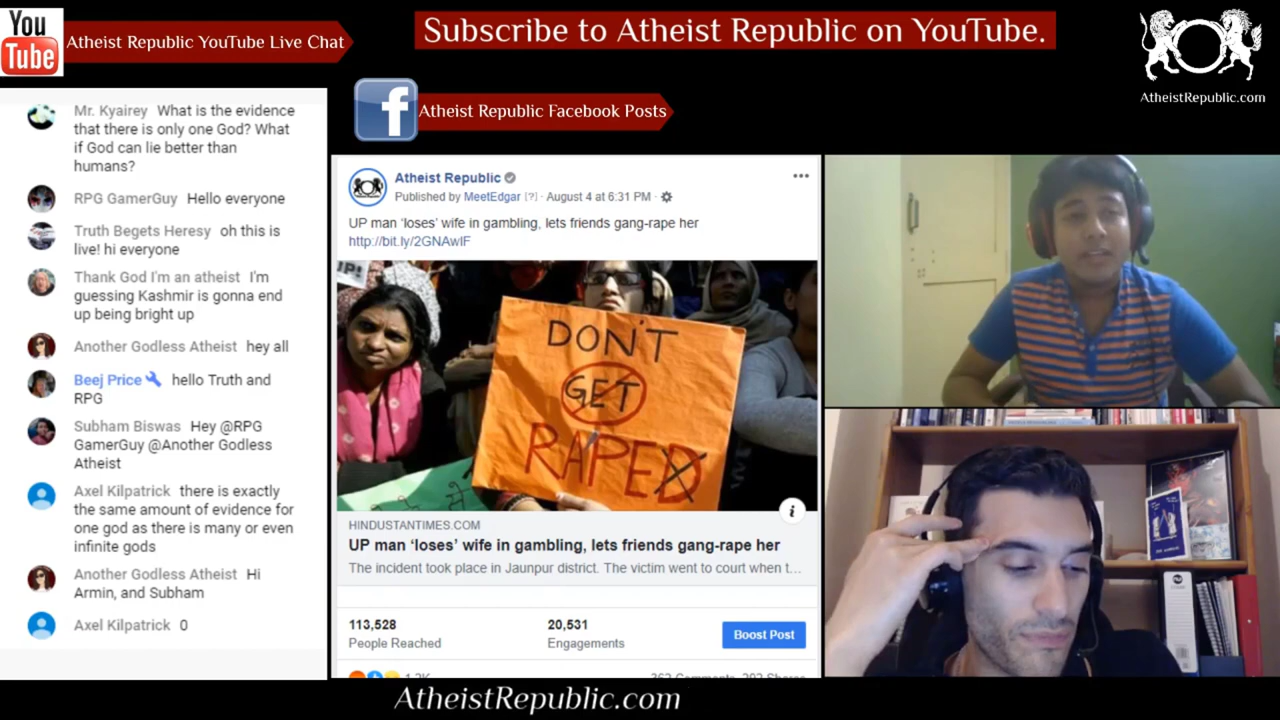 You
Tube
Atheist Republic YouTube Live Chat
Subscribe to Atheist Republic on YouTube.
AtheistRepublic.com
f
Atheist Republic Facebook Posts
Mr. Kyairey What is the evidence
that there is only one God? What
if God can lie better than
humans?
RPG GamerGuy Hello everyone
Truth Begets Heresy oh this is
live! hi everyone
Thank God I'm an atheist I'm
guessing Kashmir is gonna end
up being bright up
Another Godless Atheist hey all
Beej Price hello Truth and
RPG
Subham Biswas Hey @RPG
GamerGuy @Another Godless
Atheist
Axel Kilpatrick there is exactly
the same amount of evidence for
one god as there is many or even
infinite gods
Another Godless Atheist Hi
Armin, and Subham
Axel Kilpatrick 0
Atheist Republic
Published by MeetEdgar [?] · August 4 at 6:31 PM ·
UP man ‘loses’ wife in gambling, lets friends gang-rape her
http://bit.ly/2GNAwIF
DON'T
GET
RAPED
i
HINDUSTANTIMES.COM
UP man ‘loses’ wife in gambling, lets friends gang-rape her
The incident took place in Jaunpur district. The victim went to court when t...
113,528
People Reached
20,531
Engagements
Boost Post
AtheistRepublic.com